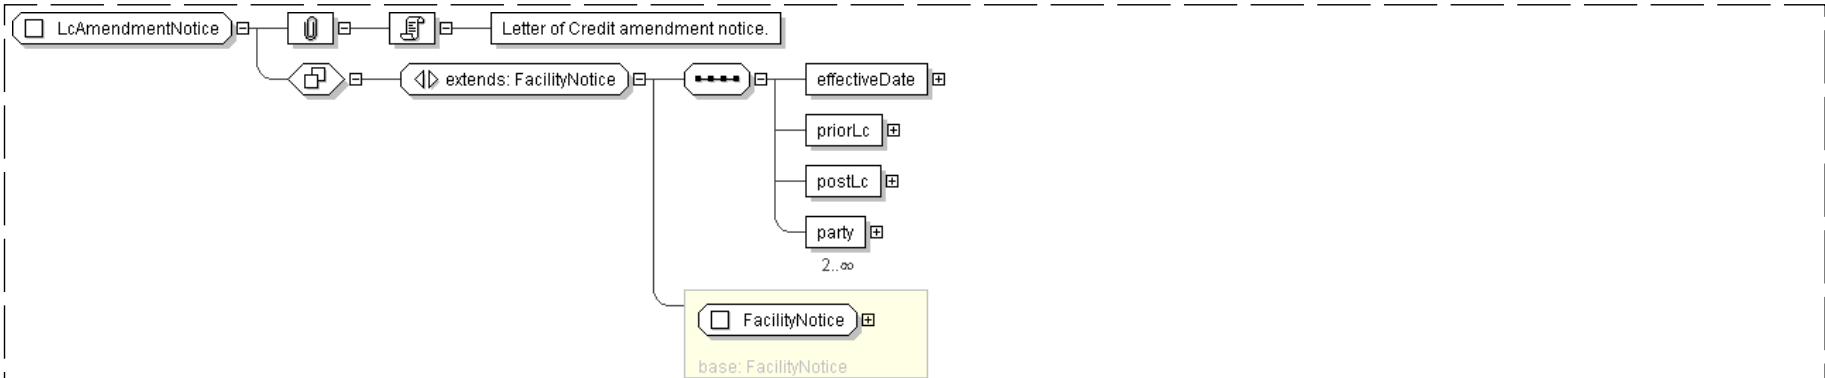 LcAmendmentNotice
Letter of Credit amendment notice.
extends: FacilityNotice
effectiveDate
priorLc
postLc
party
2..∞
FacilityNotice
base: FacilityNotice